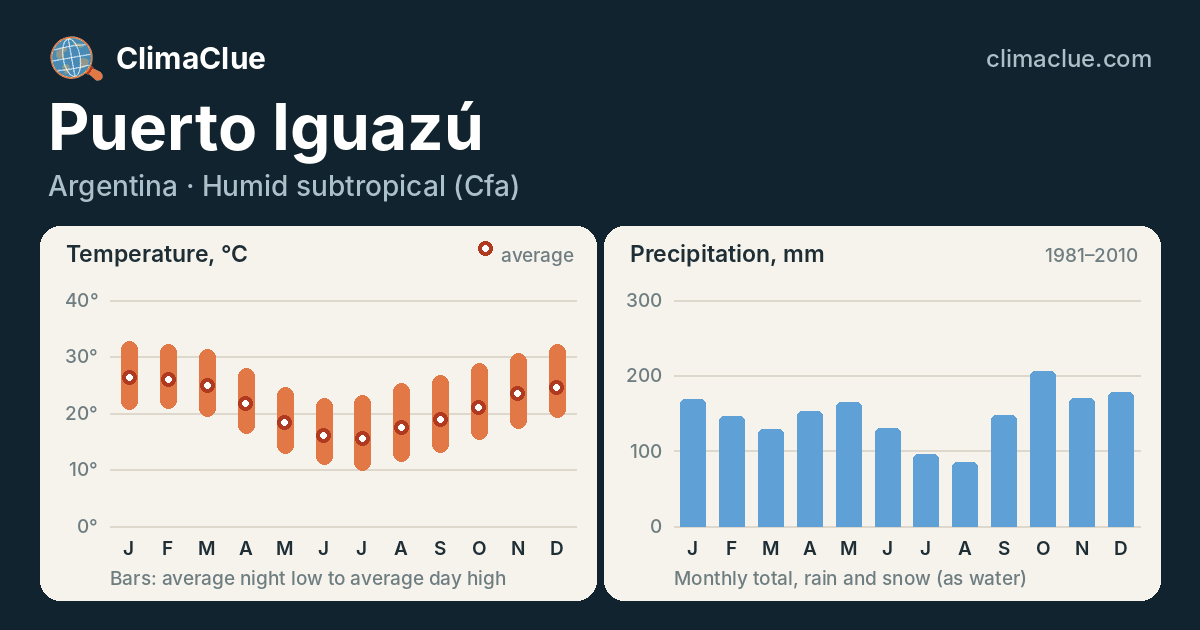 ClimaClue
climaclue.com
Puerto Iguazú
Argentina · Humid subtropical (Cfa)
Temperature, °C
average
40°
30°
20°
10°
0°
J F M A M J J A S O N D
Bars: average night low to average day high
Precipitation, mm
1981–2010
300
200
100
0
J F M A M J J A S O N D
Monthly total, rain and snow (as water)